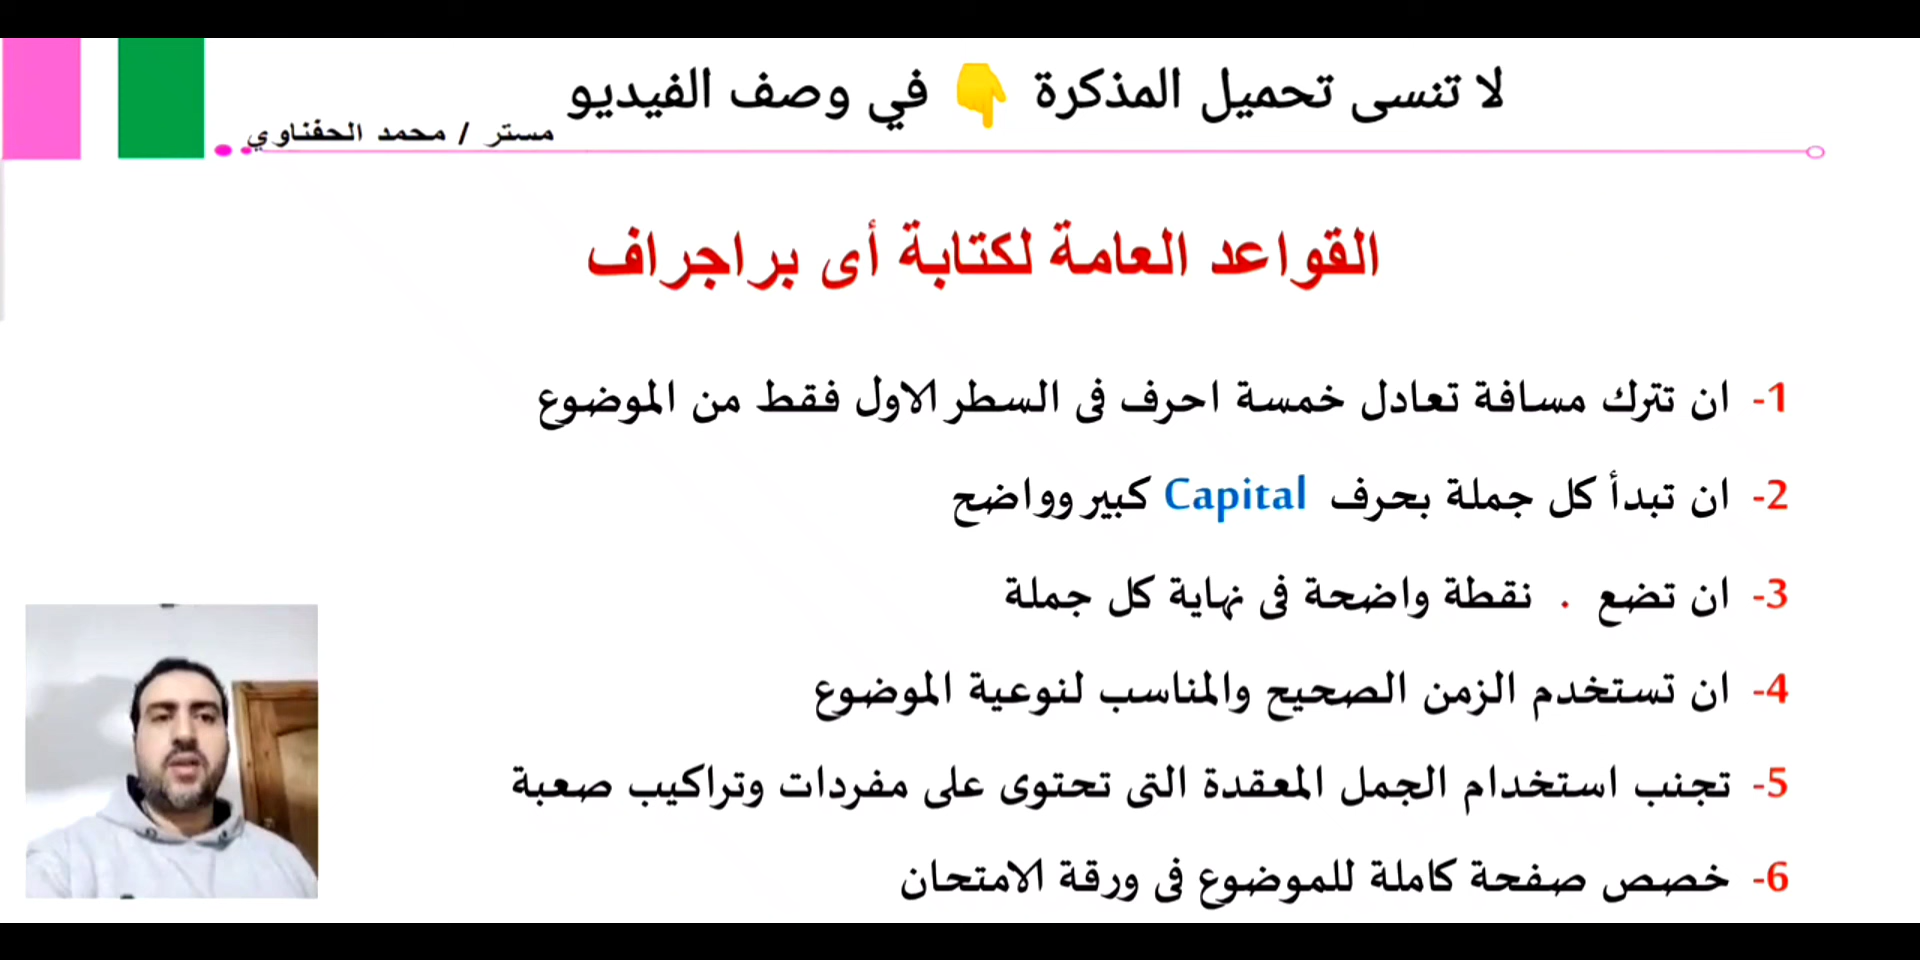 لا تنسى تحميل المذكرة 👇 في وصف الفيديو
مستر / محمد الحفناوي
القواعد العامة لكتابة أى براجراف
1- ان تترك مسافة تعادل خمسة احرف فى السطر الاول فقط من الموضوع
2- ان تبدأ كل جملة بحرف Capital كبير وواضح
3- ان تضع . نقطة واضحة فى نهاية كل جملة
4- ان تستخدم الزمن الصحيح والمناسب لنوعية الموضوع
5- تجنب استخدام الجمل المعقدة التى تحتوى على مفردات وتراكيب صعبة
6- خصص صفحة كاملة للموضوع فى ورقة الامتحان